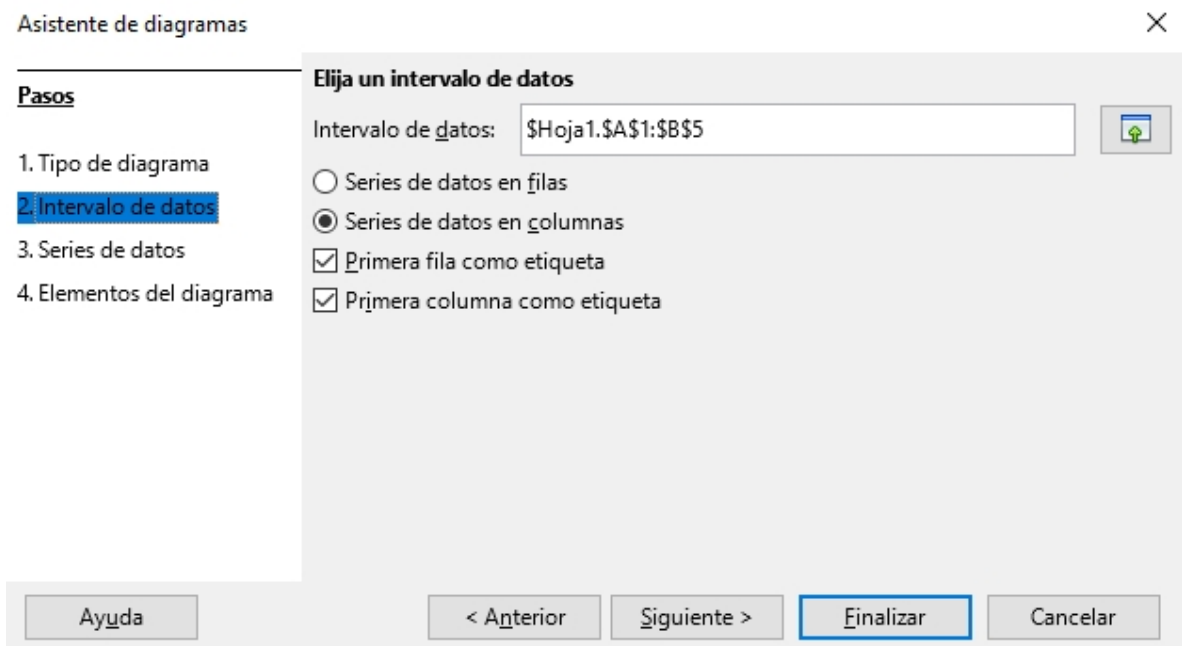 Asistente de diagramas
Pasos
1. Tipo de diagrama
2. Intervalo de datos
3. Series de datos
4. Elementos del diagrama
Elija un intervalo de datos
Intervalo de datos: $Hoja1.$A$1:$B$5
Series de datos en filas
Series de datos en columnas
Primera fila como etiqueta
Primera columna como etiqueta
Ayuda < Anterior Siguiente > Finalizar Cancelar